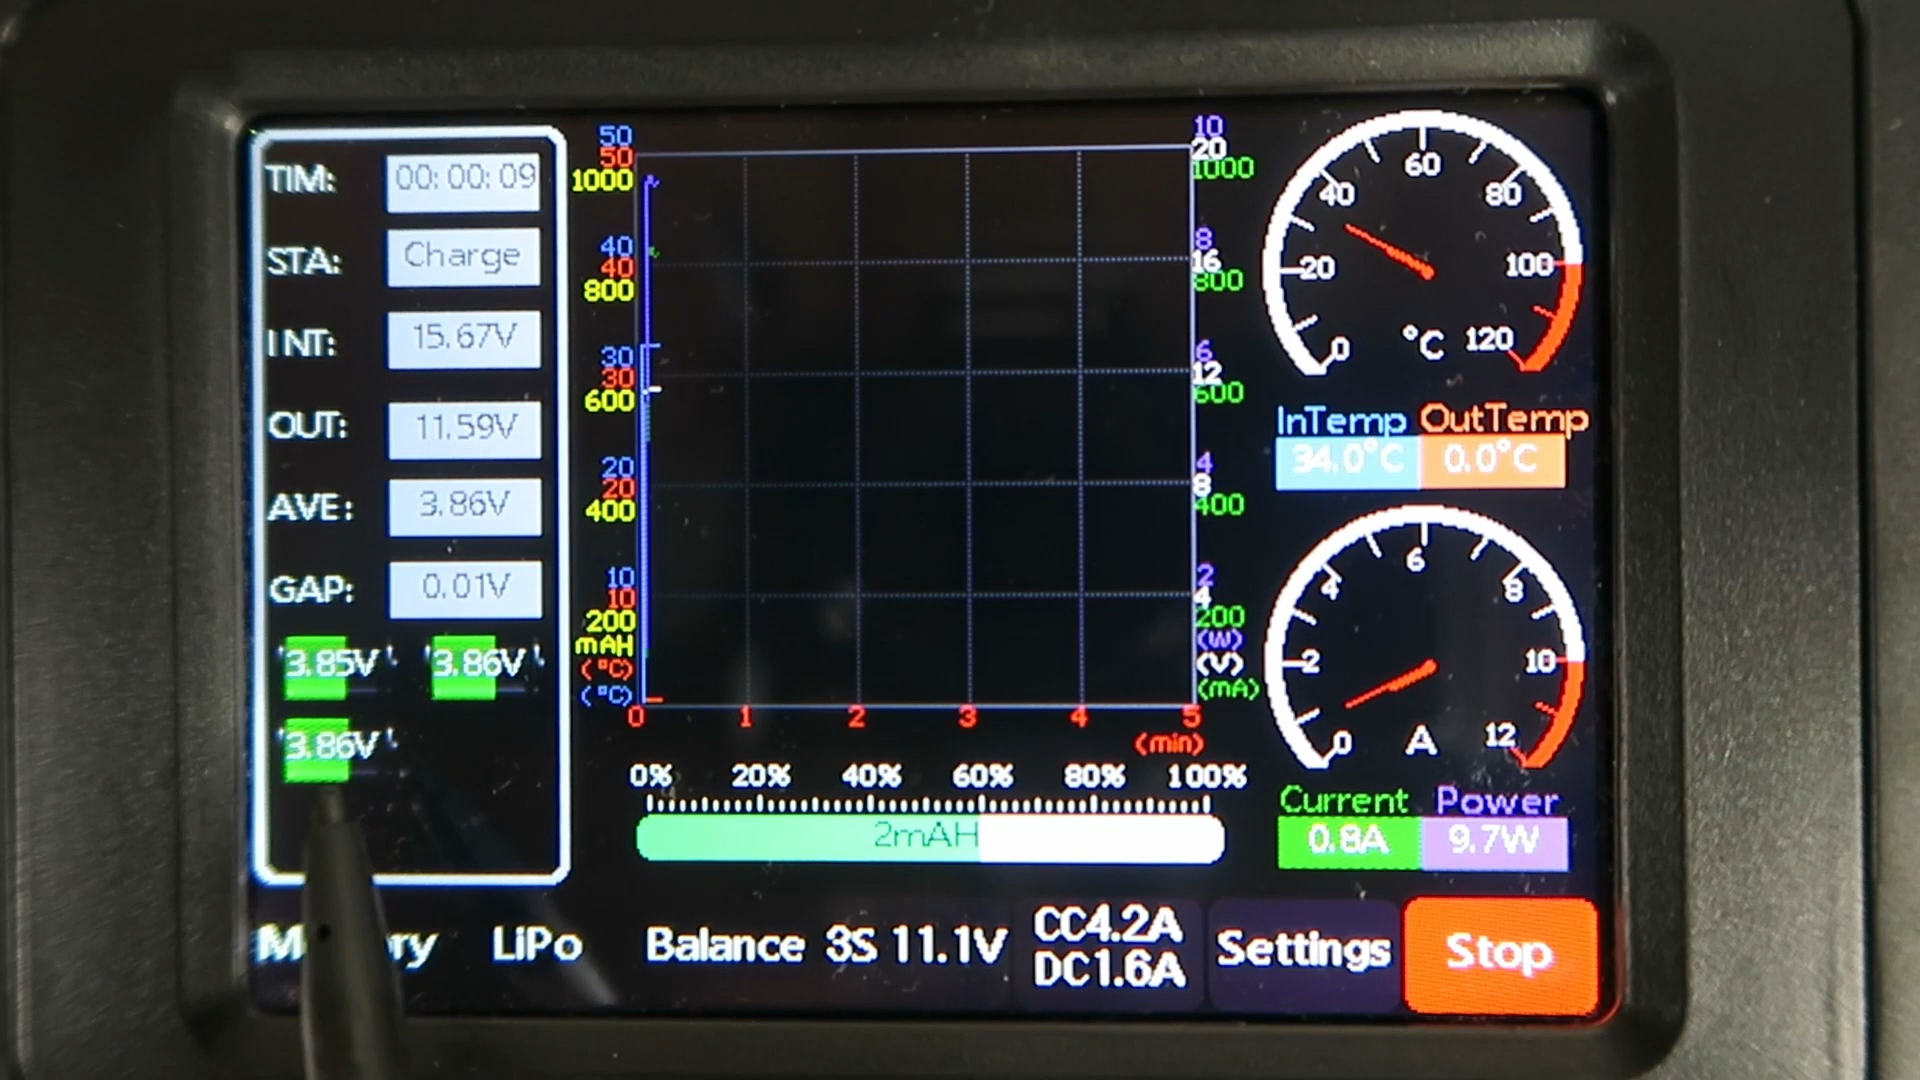 TIM: 00:00:09
STA: Charge
INT: 15.67V
OUT: 11.59V
AVE: 3.86V
GAP: 0.01V
3.85V 3.86V
3.86V
50
50
1000
40
40
800
30
30
600
20
20
400
10
10
200
mAH
(°C)
(°C)
10
20
1000
8
16
800
6
12
600
4
8
400
2
4
200
(W)
(V)
(mA)
0 1 2 3 4 5
(min)
0% 20% 40% 60% 80% 100%
2mAH
0 20 40 60 80 100 120
°C
InTemp OutTemp
34.0°C 0.0°C
0 2 4 6 8 10 12
A
Current Power
0.8A 9.7W
LiPo Balance 3S 11.1V CC4.2A
DC1.6A
Settings Stop